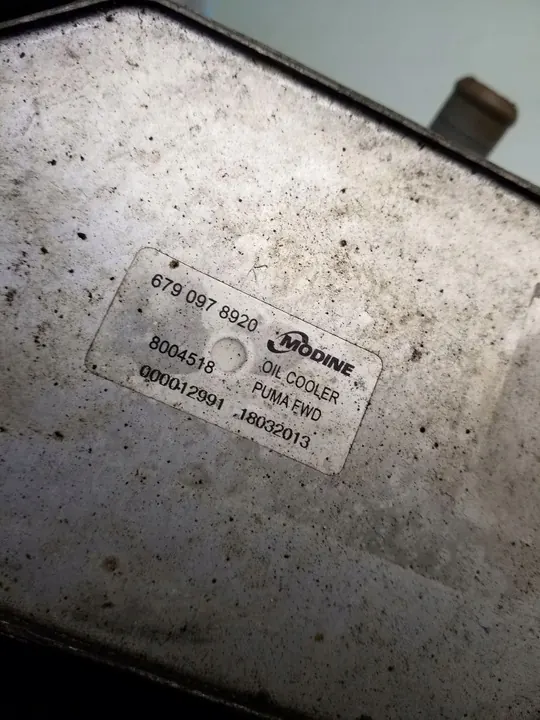 679 097 8920
MODINE
8004518
OIL COOLER
PUMA FWD
000012991 18032013